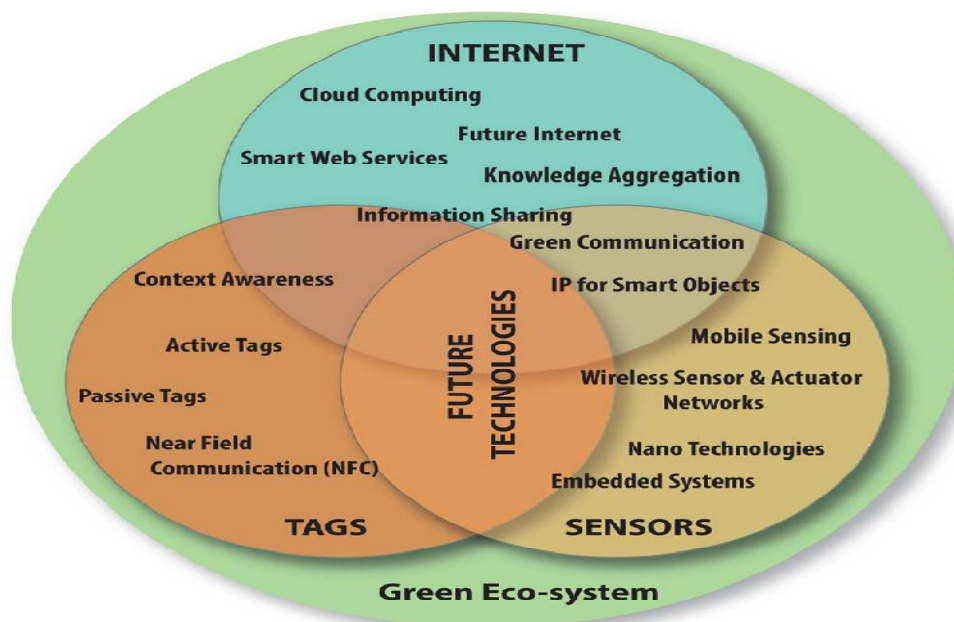 INTERNET
Cloud Computing
Future Internet
Smart Web Services
Knowledge Aggregation
Information Sharing
Green Communication
Context Awareness
IP for Smart Objects
FUTURE
TECHNOLOGIES
Active Tags
Passive Tags
Near Field
Communication (NFC)
TAGS
Mobile Sensing
Wireless Sensor & Actuator
Networks
Nano Technologies
Embedded Systems
SENSORS
Green Eco-system